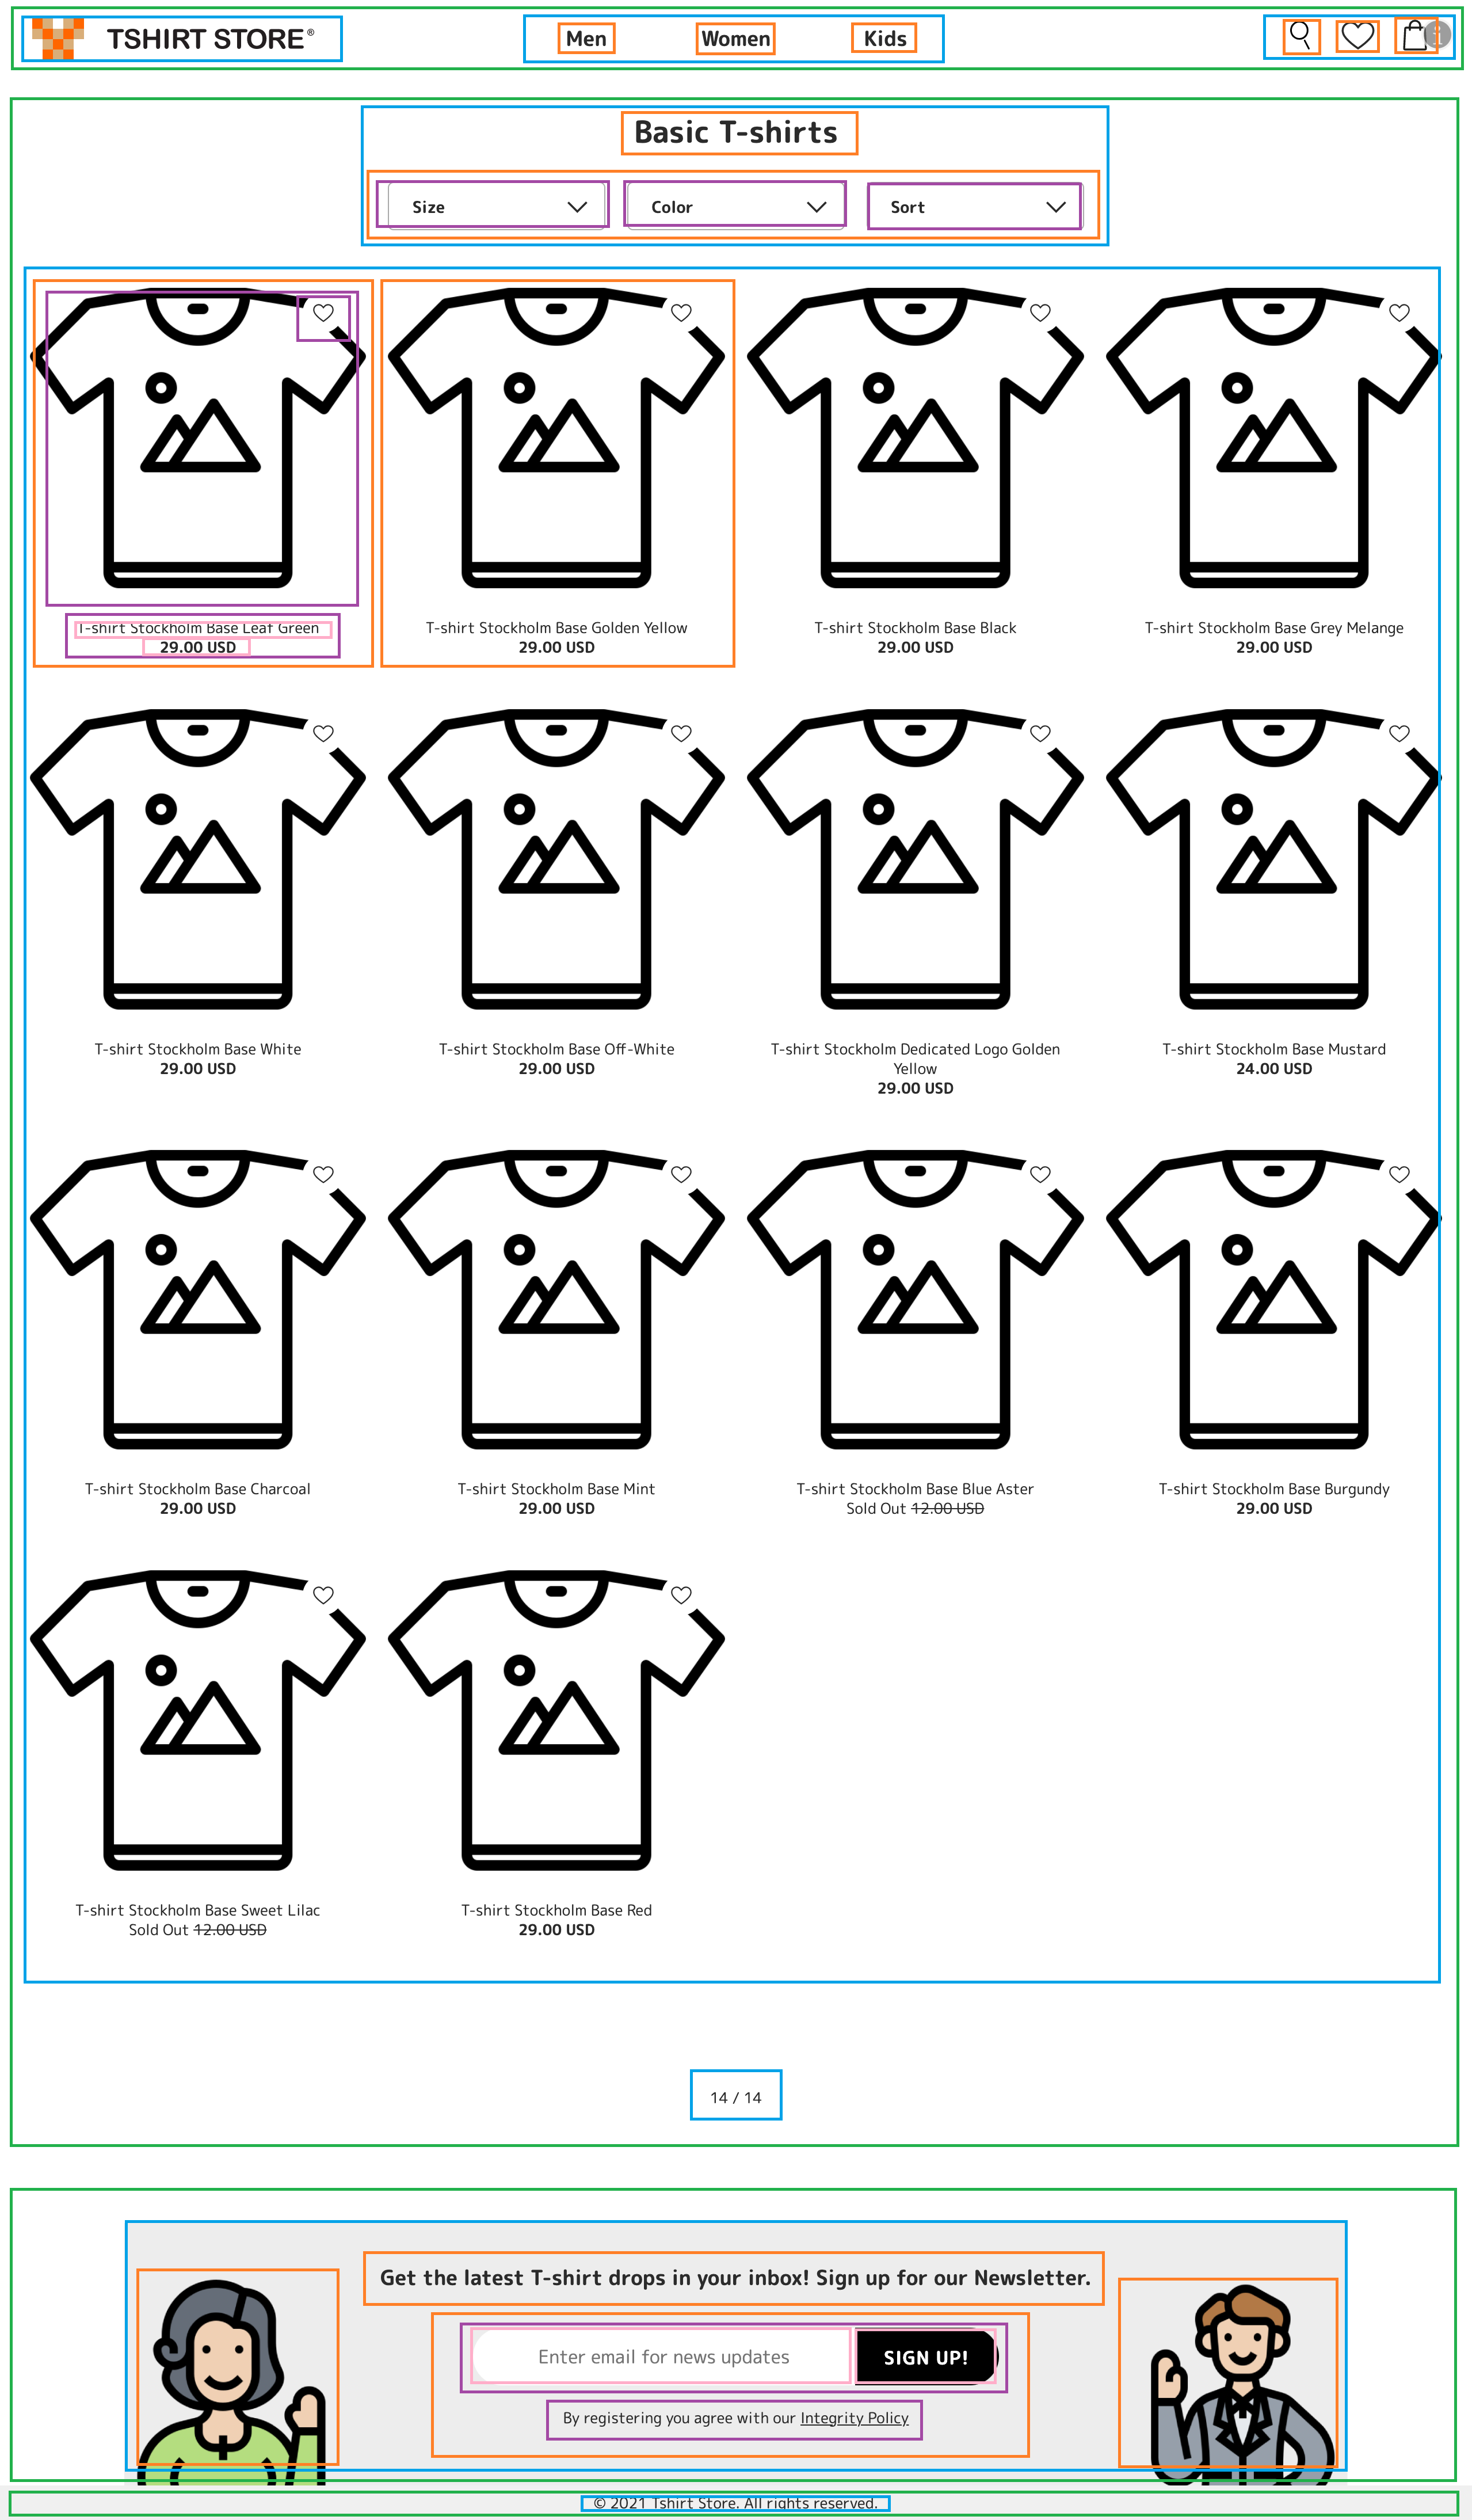 TSHIRT STORE®
Men Women Kids
Basic T-shirts
Size Color Sort
T-shirt Stockholm Base Leaf Green
29.00 USD
T-shirt Stockholm Base Golden Yellow
29.00 USD
T-shirt Stockholm Base Black
29.00 USD
T-shirt Stockholm Base Grey Melange
29.00 USD
T-shirt Stockholm Base White
29.00 USD
T-shirt Stockholm Base Off-White
29.00 USD
T-shirt Stockholm Dedicated Logo Golden
Yellow
29.00 USD
T-shirt Stockholm Base Mustard
24.00 USD
T-shirt Stockholm Base Charcoal
29.00 USD
T-shirt Stockholm Base Mint
29.00 USD
T-shirt Stockholm Base Blue Aster
Sold Out 12.00 USD
T-shirt Stockholm Base Burgundy
29.00 USD
T-shirt Stockholm Base Sweet Lilac
Sold Out 12.00 USD
T-shirt Stockholm Base Red
29.00 USD
14 / 14
Get the latest T-shirt drops in your inbox! Sign up for our Newsletter.
Enter email for news updates
SIGN UP!
By registering you agree with our Integrity Policy
© 2021 Tshirt Store. All rights reserved.